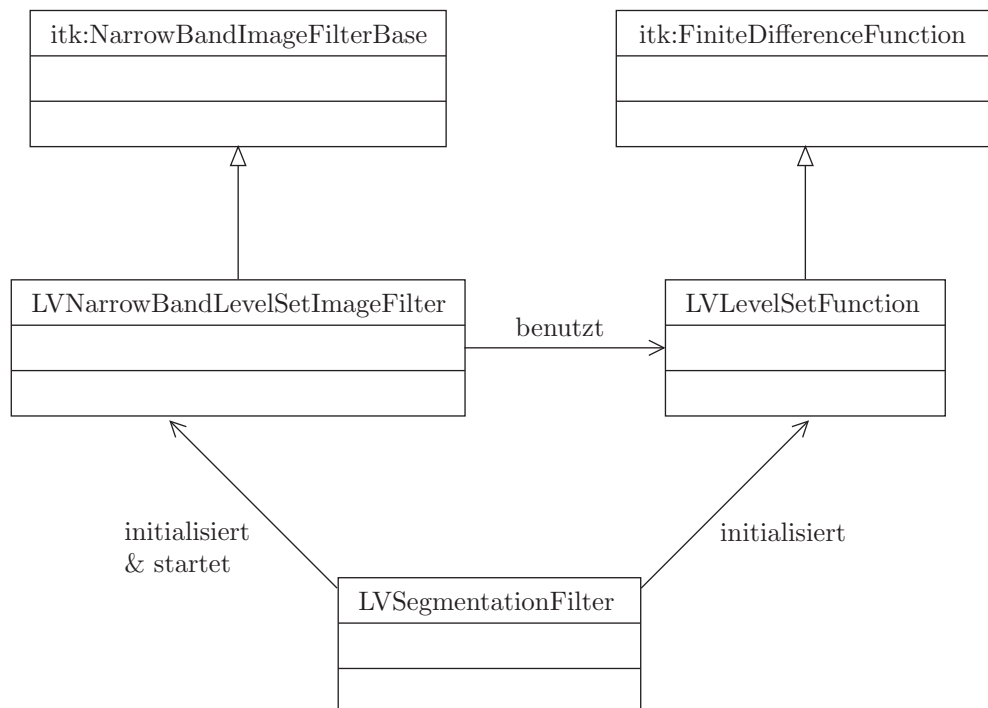 itk:NarrowBandImageFilterBase
itk:FiniteDifferenceFunction
LVNarrowBandLevelSetImageFilter
LVLevelSetFunction
benutzt
initialisiert
& startet
initialisiert
LVSegmentationFilter